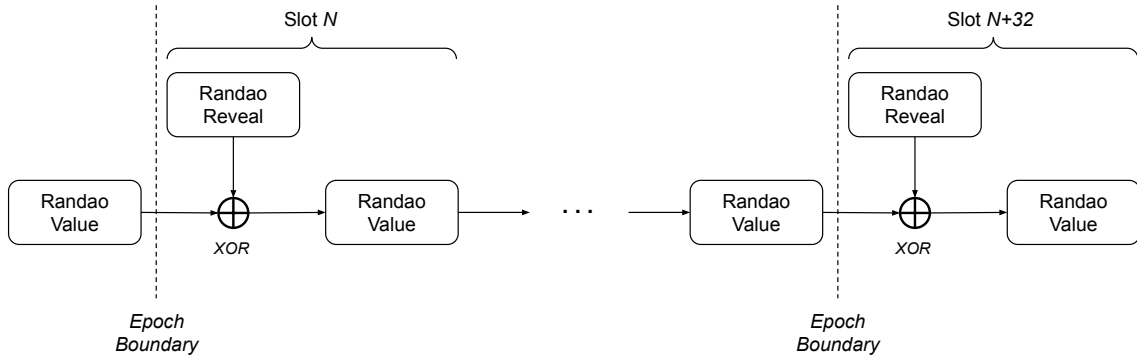 Slot N
Slot N+32
Randao
Reveal
Randao
Reveal
Randao
Value
XOR
Randao
Value
...
Randao
Value
XOR
Randao
Value
Epoch
Boundary
Epoch
Boundary